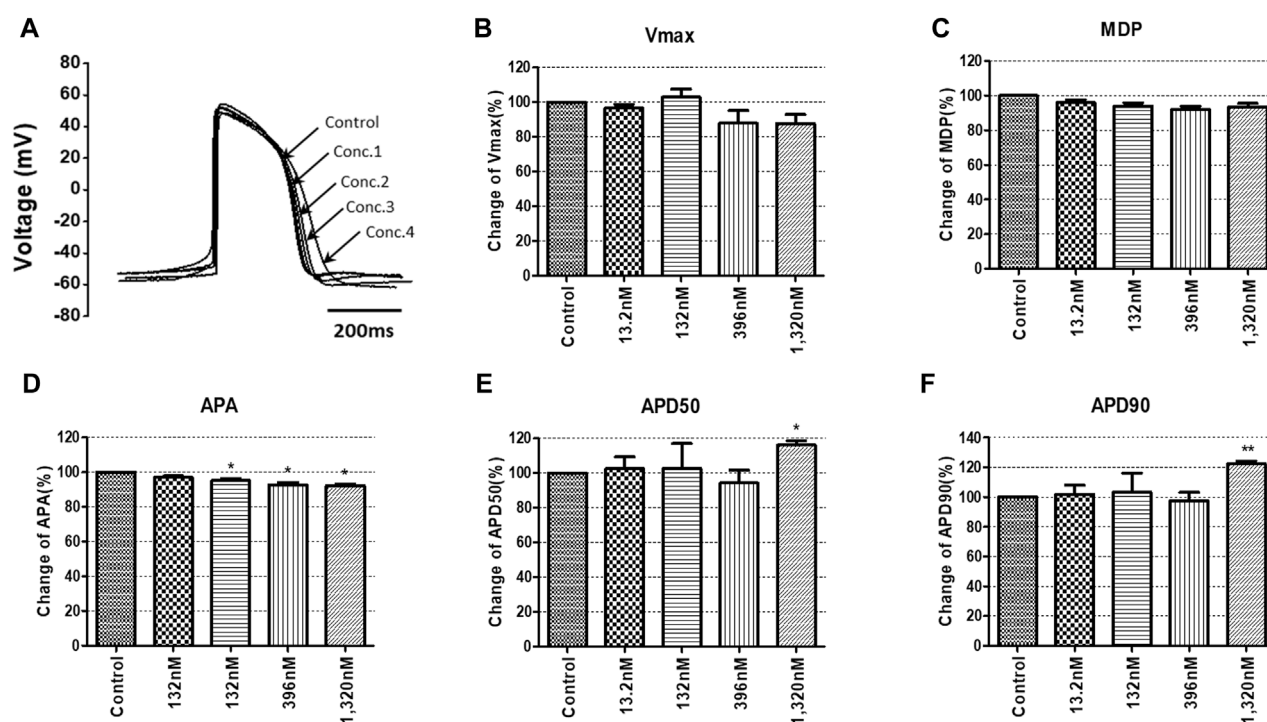 A
Voltage (mV)
80
60
40
20
0
-20
-40
-60
-80
Control
Conc.1
Conc.2
Conc.3
Conc.4
200ms
B
Vmax
Change of Vmax(%)
120
100
80
60
40
20
0
Control
13.2nM
132nM
396nM
1,320nM
C
MDP
Change of MDP(%)
120
100
80
60
40
20
0
Control
13.2nM
132nM
396nM
1,320nM
D
APA
Change of APA(%)
120
100
80
60
40
20
0
*
*
*
Control
132nM
132nM
396nM
1,320nM
E
APD50
Change of APD50(%)
120
100
80
60
40
20
0
*
Control
13.2nM
132nM
396nM
1,320nM
F
APD90
Change of APD90(%)
140
120
100
80
60
40
20
0
**
Control
13.2nM
132nM
396nM
1,320nM